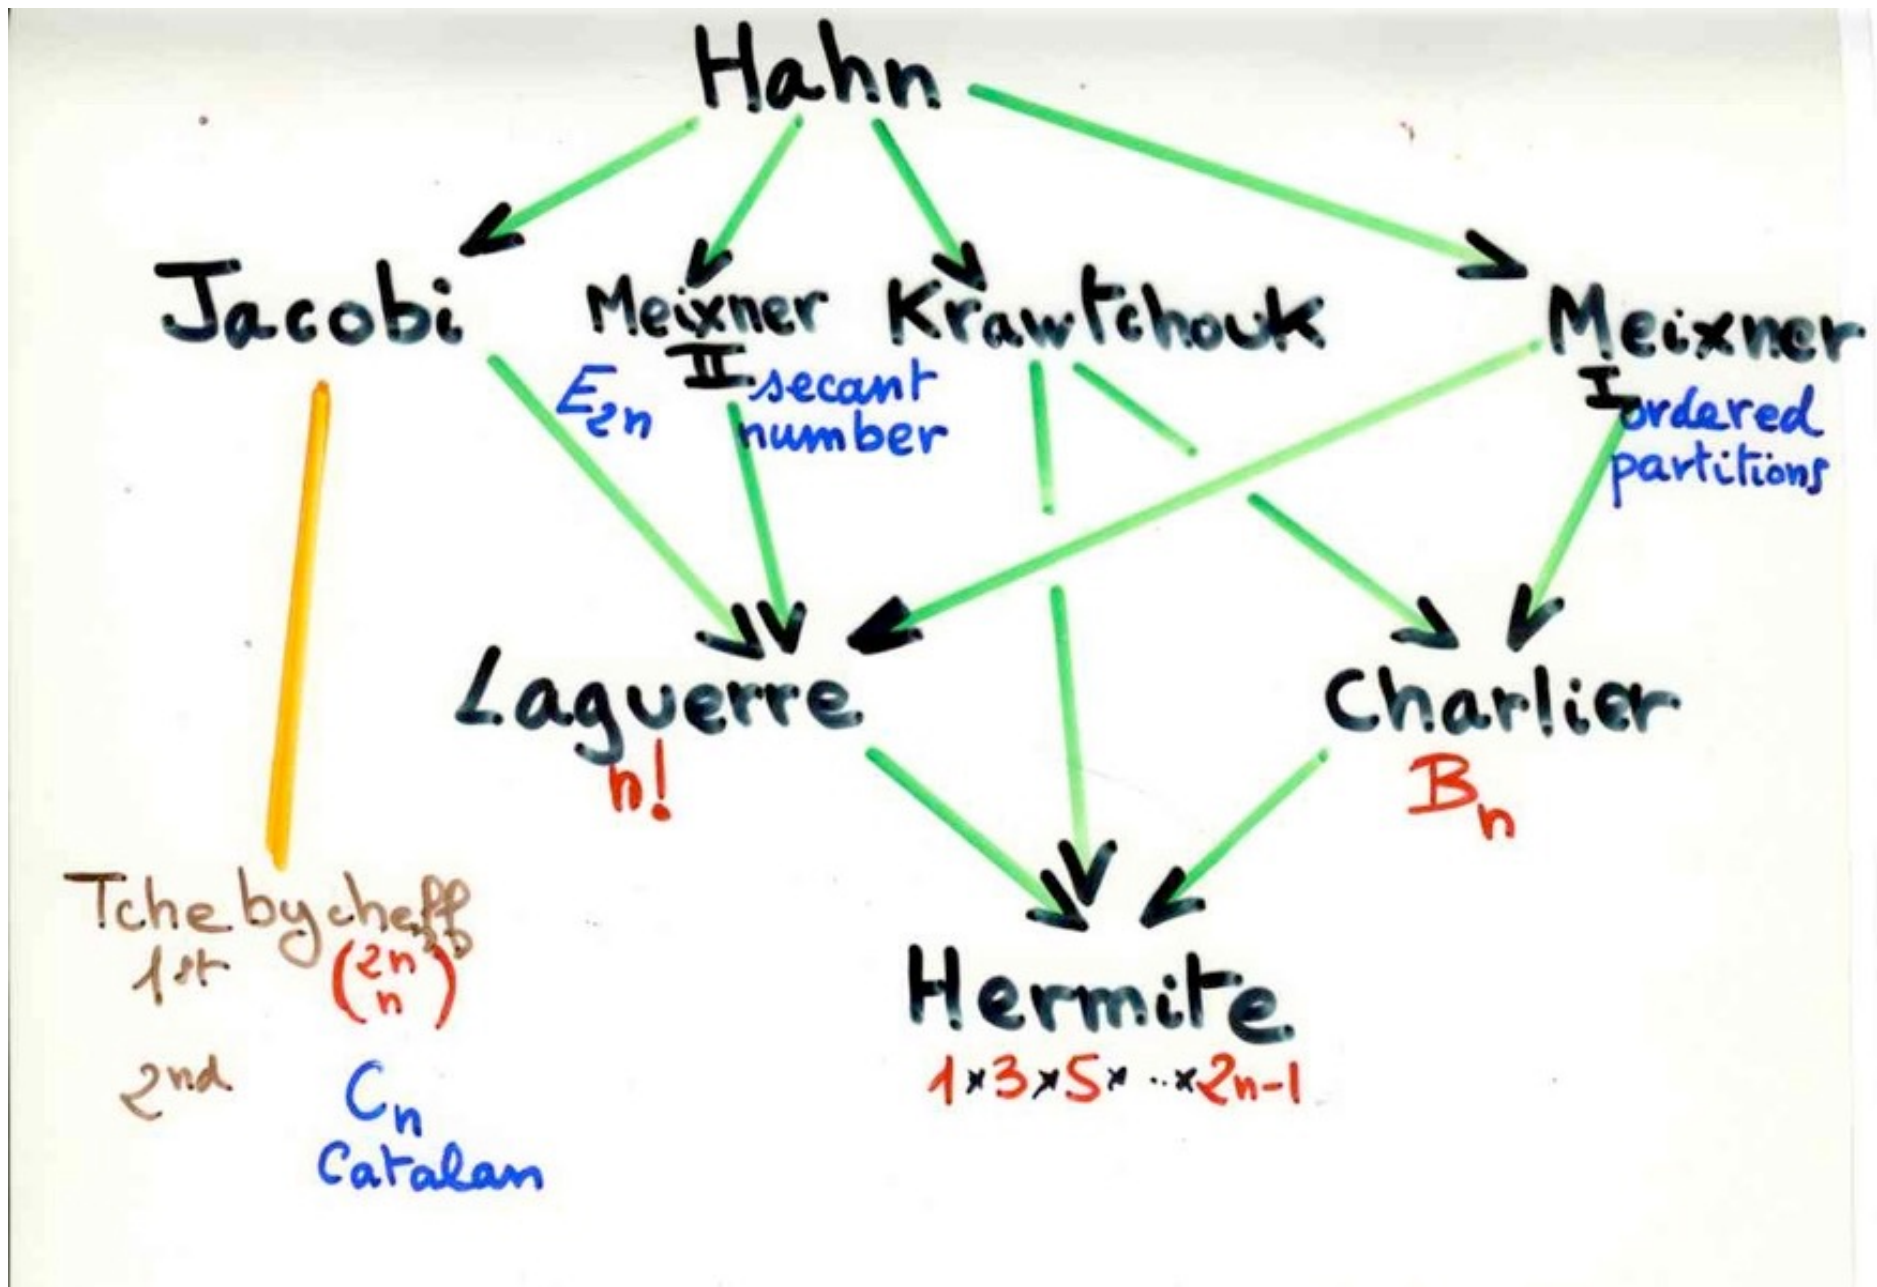 Hahn
Jacobi
Meixner
II
Krawtchouk
Meixner
I
E2n
secant
number
ordered
partitions
Laguerre
n!
Charlier
Bn
Tchebycheff
1st (2n n)
2nd Cn
Catalan
Hermite
1×3×5×..×2n-1